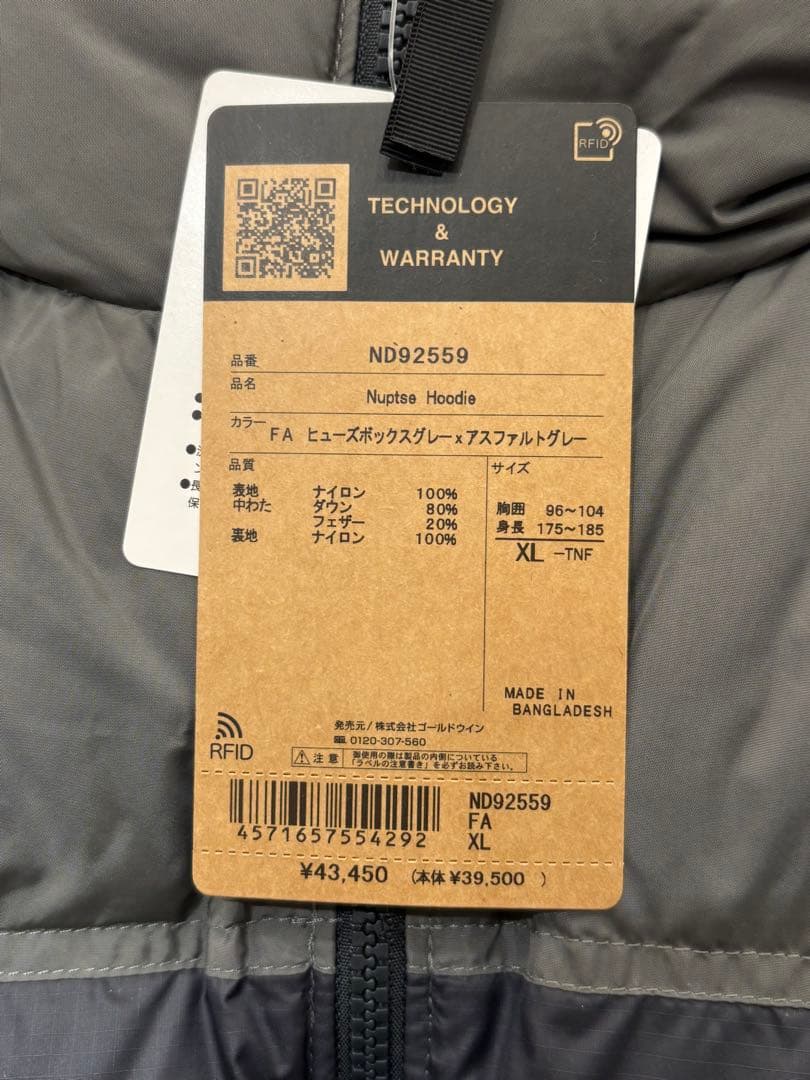 RFID
TECHNOLOGY
&
WARRANTY
品番 ND92559
品名 Nuptse Hoodie
カラー FA ヒューズボックスグレーxアスファルトグレー
品質
表地 ナイロン 100%
中わた ダウン 80%
フェザー 20%
裏地 ナイロン 100%
サイズ
胸囲 96〜104
身長 175〜185
XL -TNF
MADE IN
BANGLADESH
RFID
発売元/株式会社ゴールドウイン
0120-307-560
注意 御使用の際は製品の内側についている
「ラベルの注意書き」を必ずお読み下さい。
4571657554292
ND92559
FA
XL
¥43,450 (本体¥39,500 )